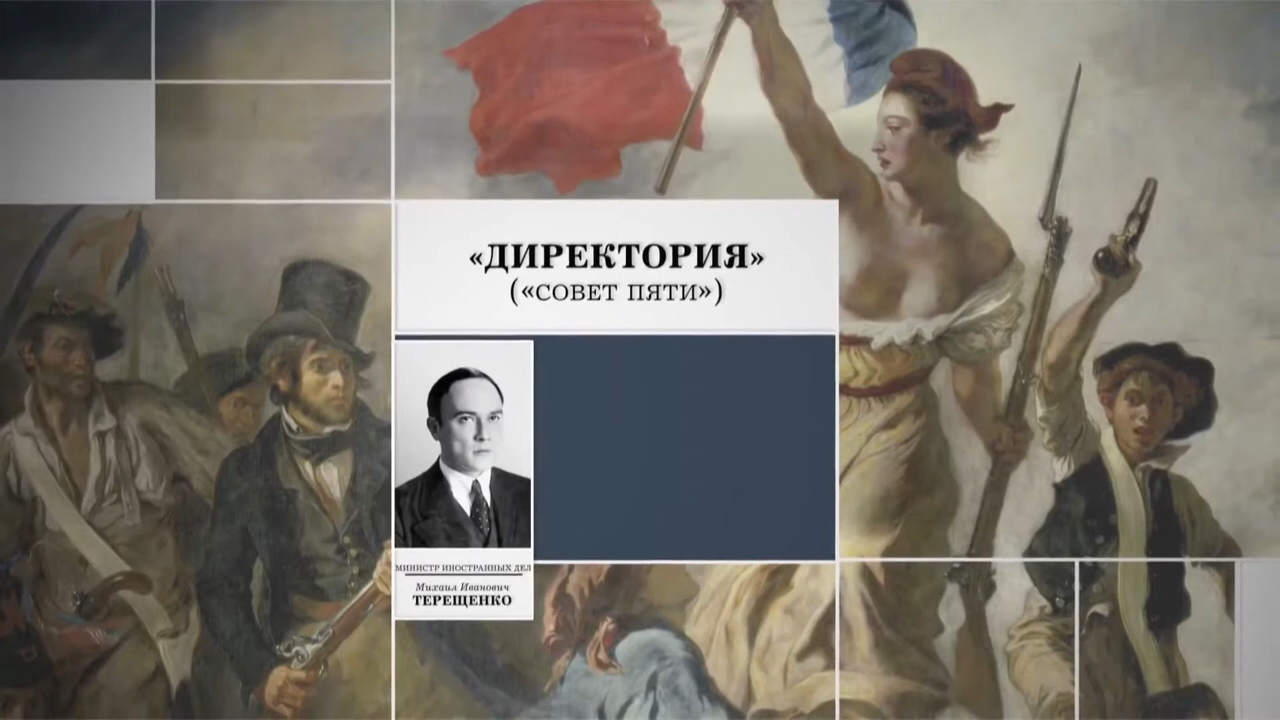 «ДИРЕКТОРИЯ»
(«СОВЕТ ПЯТИ»)
МИНИСТР ИНОСТРАННЫХ ДЕЛ
Михаил Иванович
ТЕРЕЩЕНКО